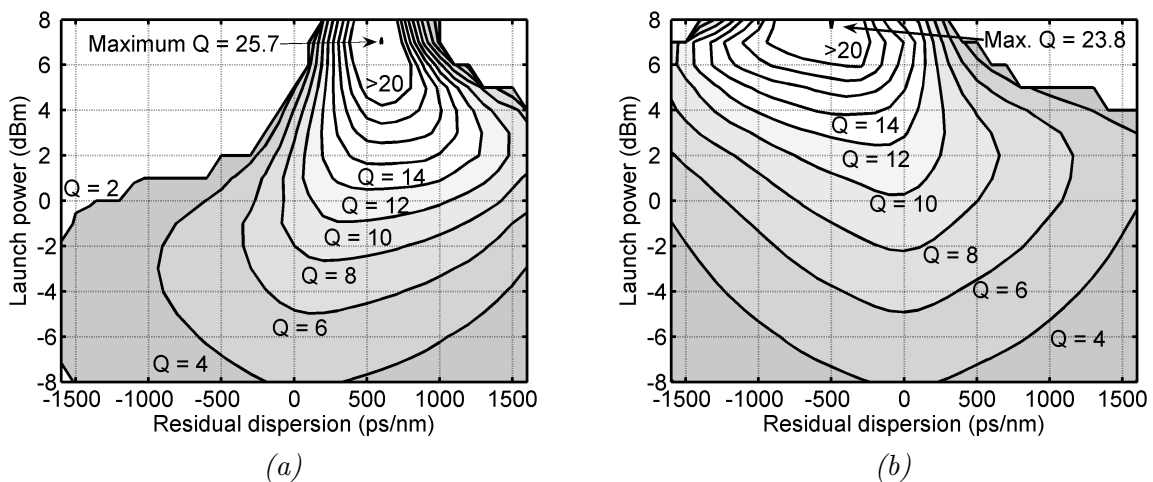 8
6
4
2
0
-2
-4
-6
-8
Launch power (dBm)
Maximum Q = 25.7
>20
Q = 14
Q = 12
Q = 10
Q = 8
Q = 6
Q = 4
Q = 2
-1500 -1000 -500 0 500 1000 1500
Residual dispersion (ps/nm)
(a)
8
6
4
2
0
-2
-4
-6
-8
Launch power (dBm)
Max. Q = 23.8
>20
Q = 14
Q = 12
Q = 10
Q = 8
Q = 6
Q = 4
-1500 -1000 -500 0 500 1000 1500
Residual dispersion (ps/nm)
(b)